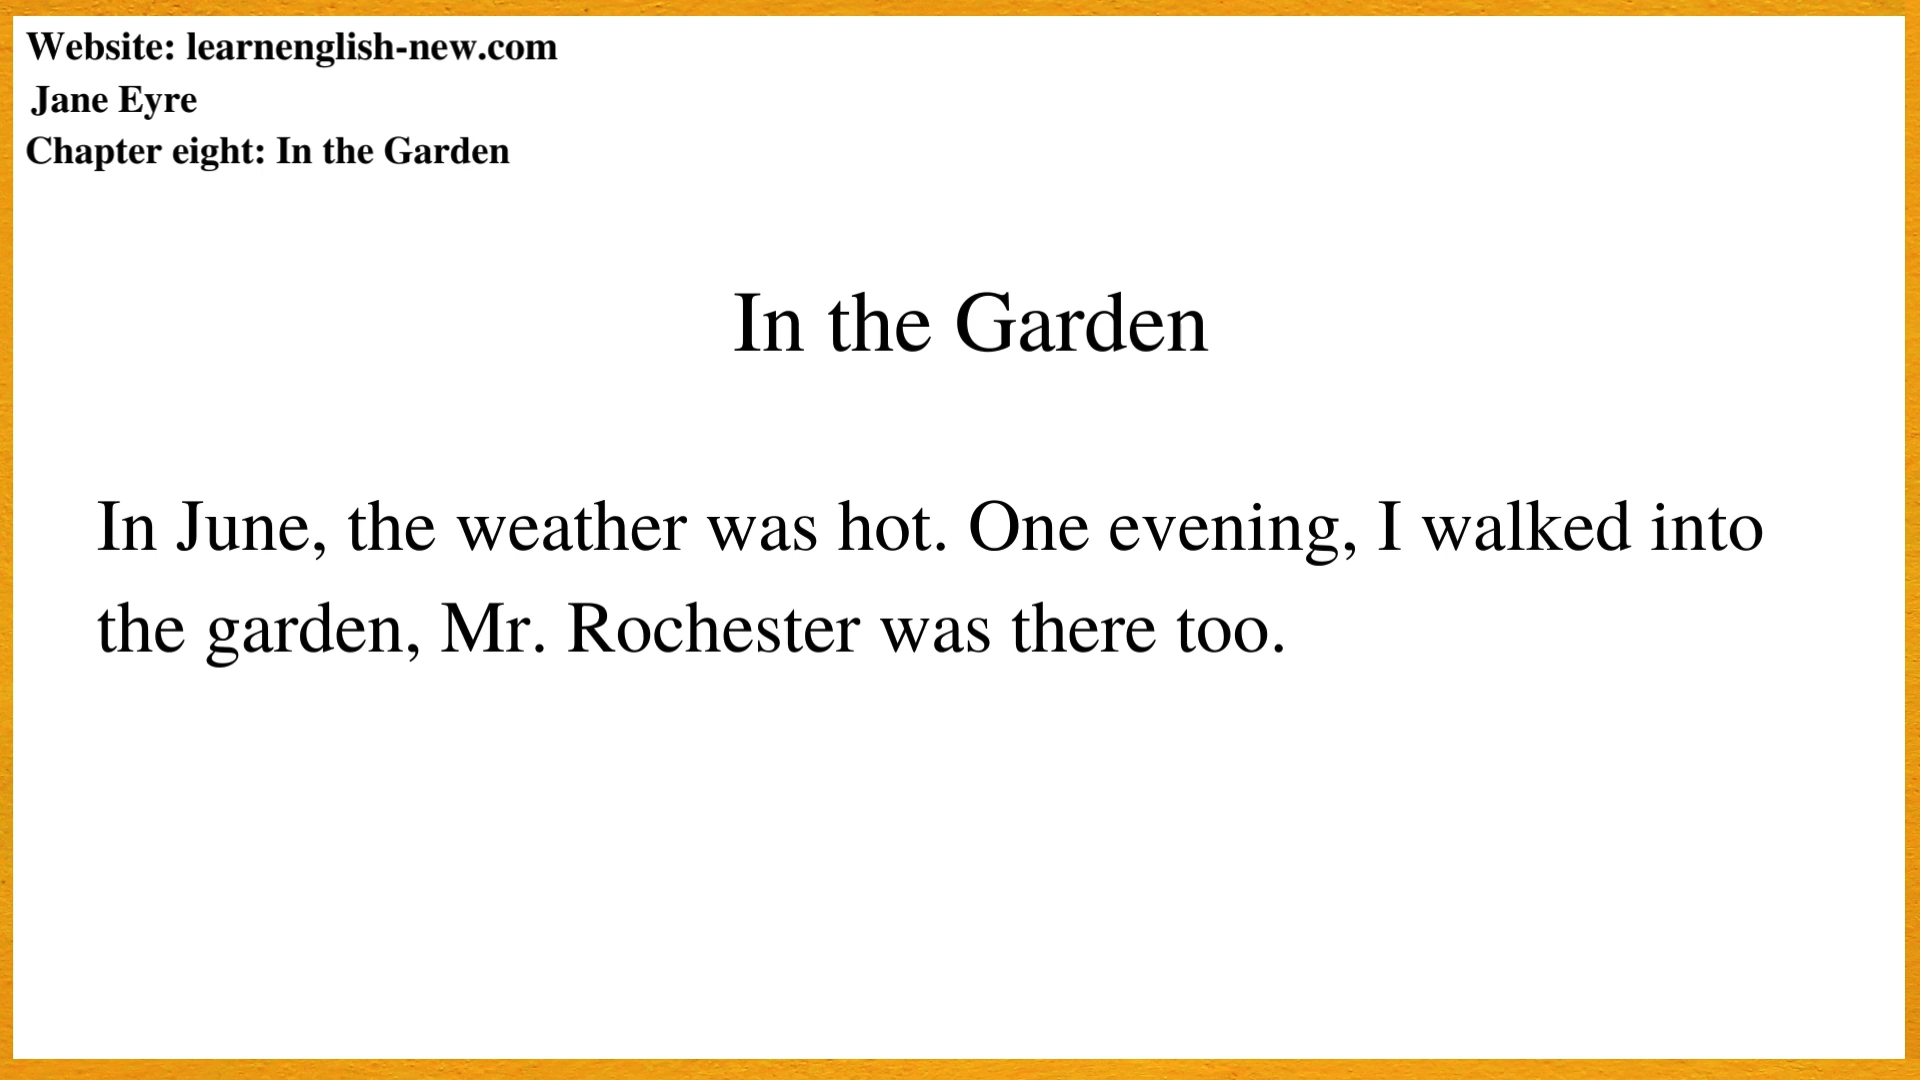 Website: learnenglish-new.com
Jane Eyre
Chapter eight: In the Garden
In the Garden
In June, the weather was hot. One evening, I walked into
the garden, Mr. Rochester was there too.